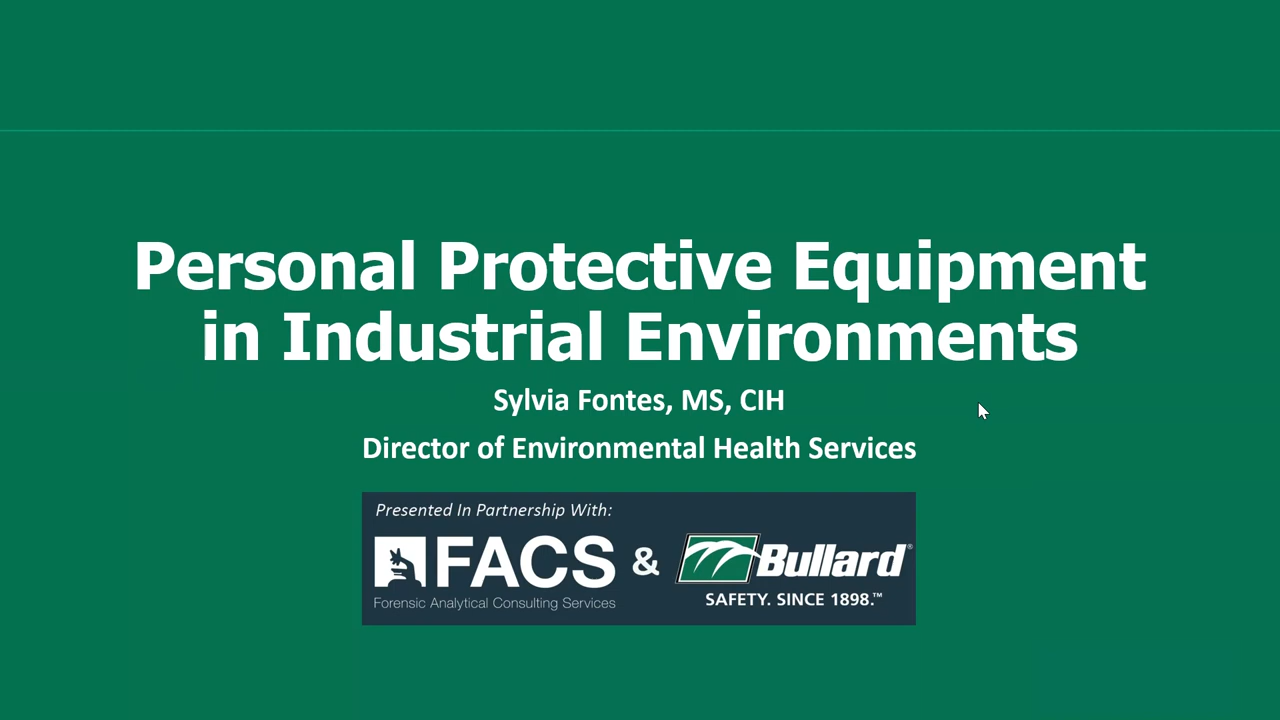 Personal Protective Equipment
in Industrial Environments
Sylvia Fontes, MS, CIH
Director of Environmental Health Services
Presented In Partnership With:
FACS & Bullard®
Forensic Analytical Consulting Services
SAFETY. SINCE 1898.™